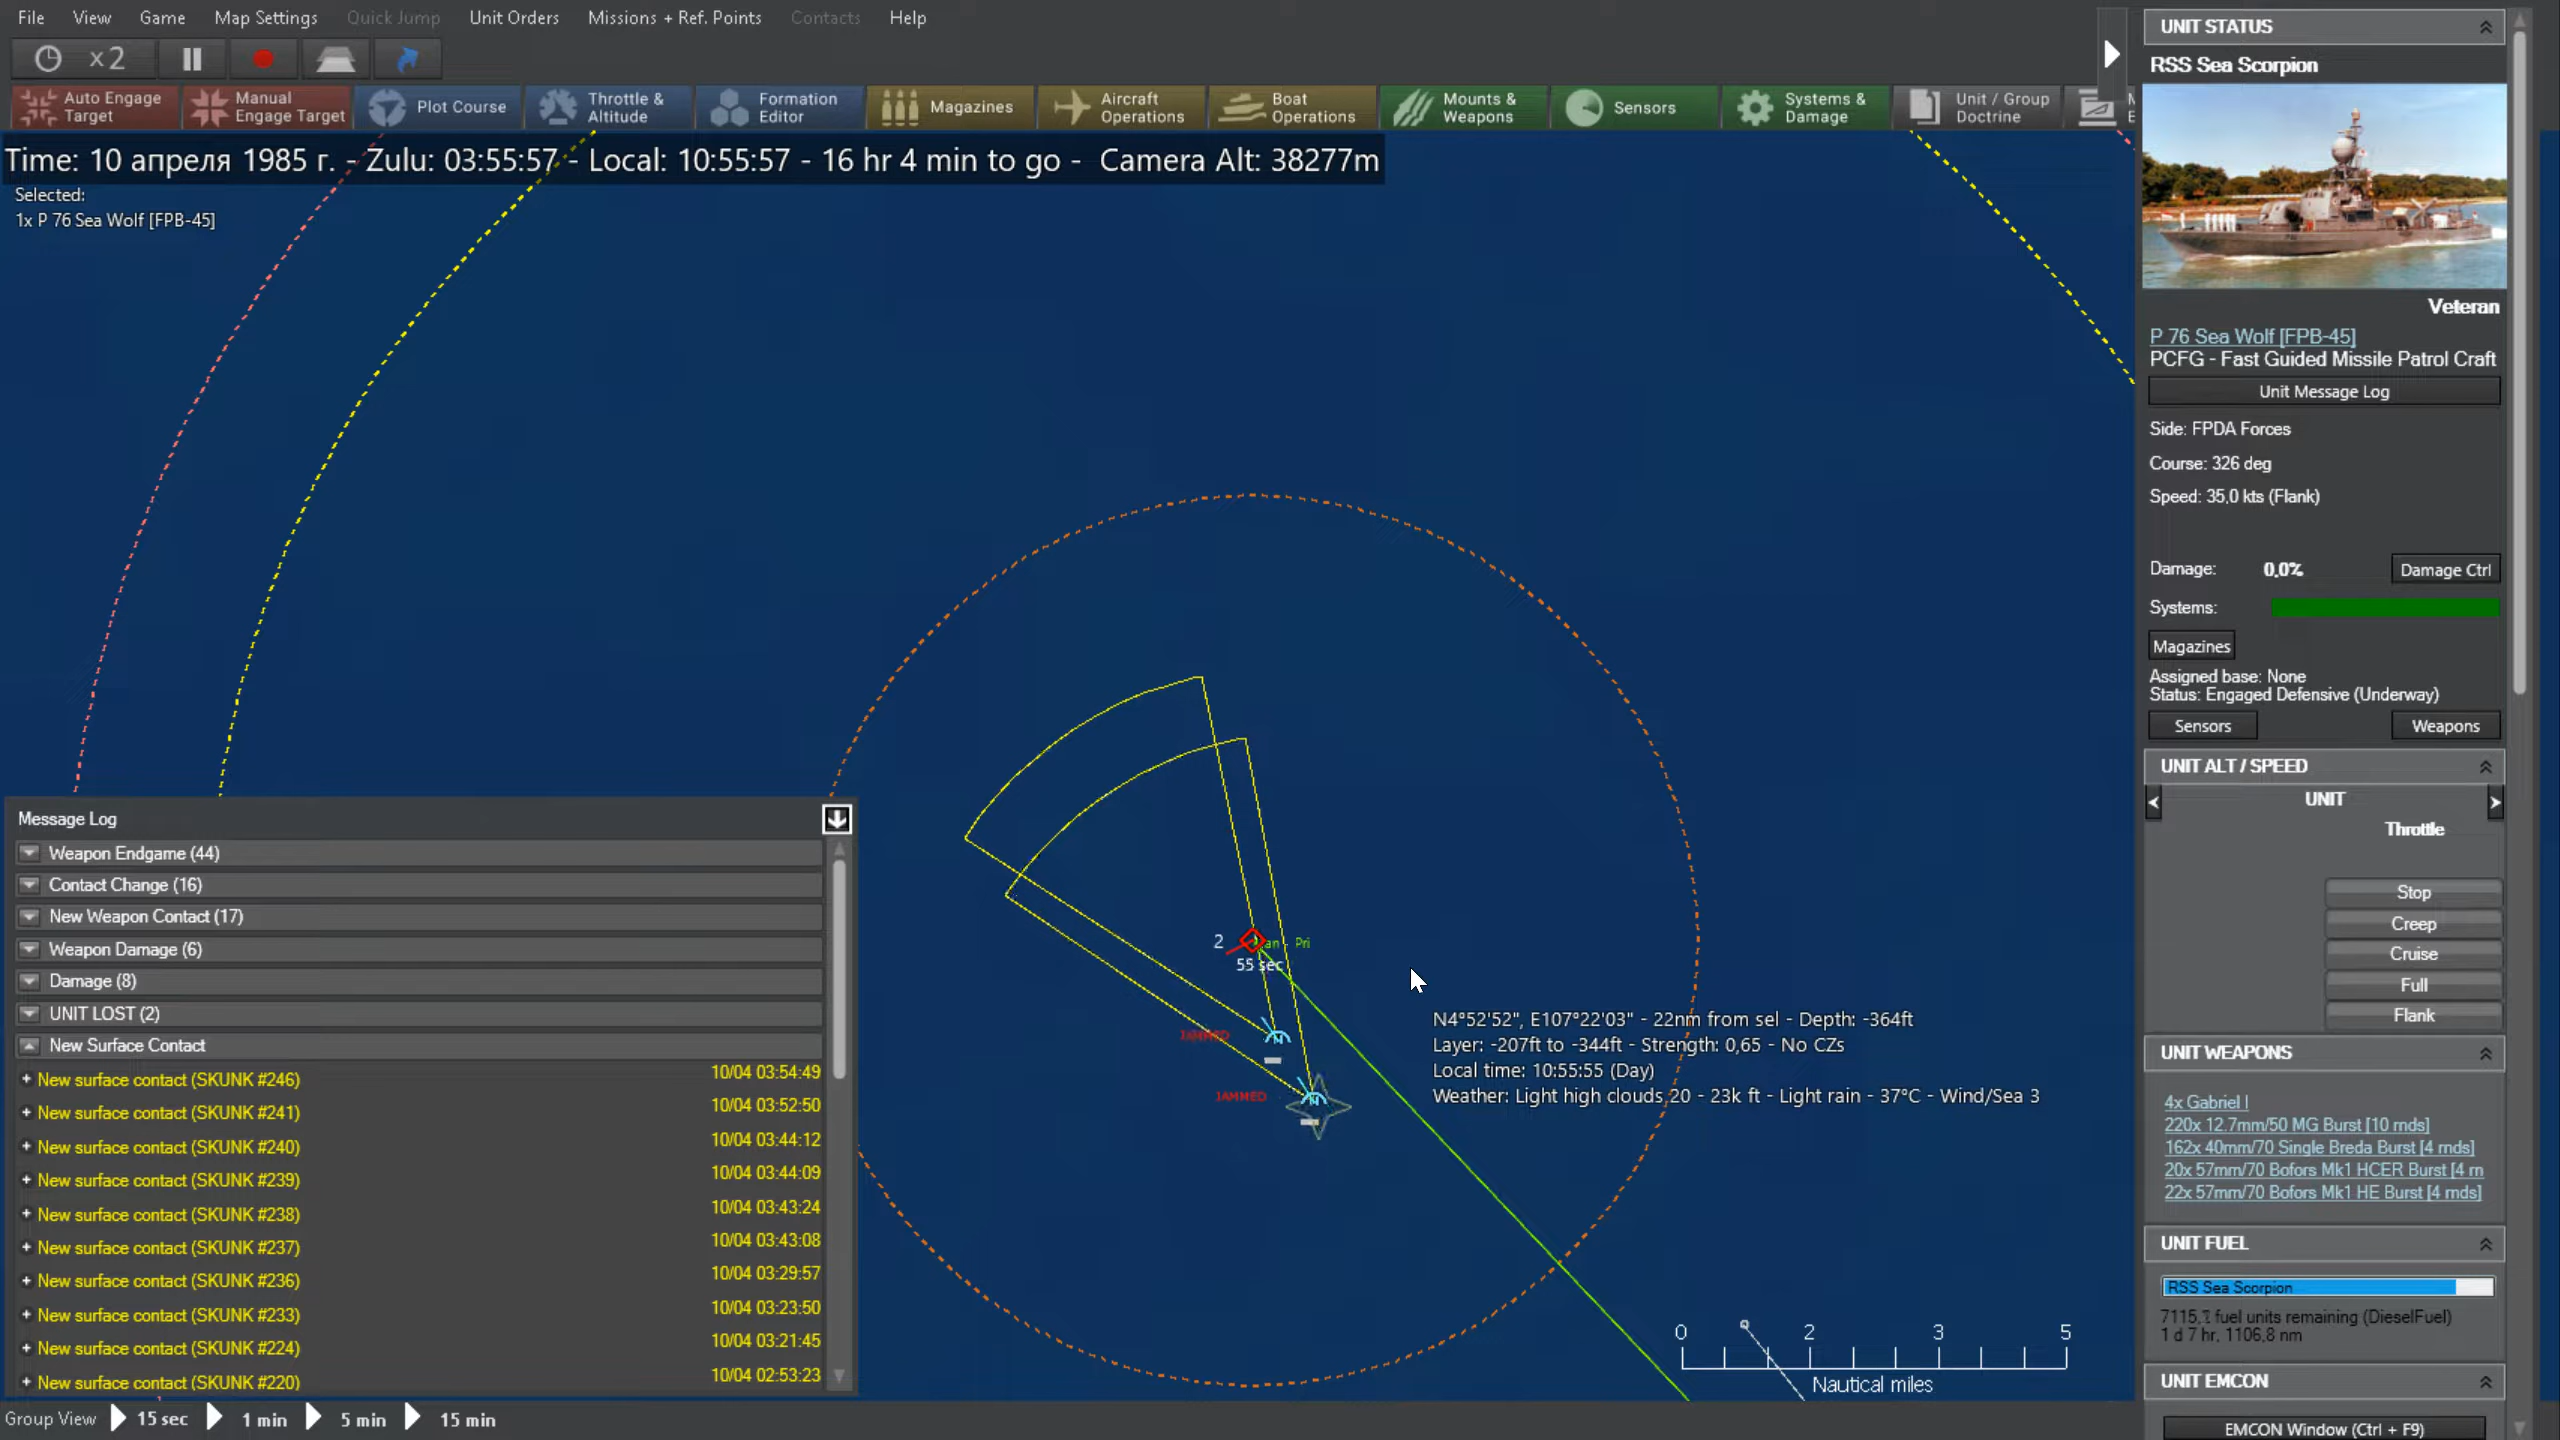 File View Game Map Settings Quick Jump Unit Orders Missions + Ref. Points Contacts Help
x 2
Auto Engage Target
Manual Engage Target
Plot Course
Throttle & Altitude
Formation Editor
Magazines
Aircraft Operations
Boat Operations
Mounts & Weapons
Sensors
Systems & Damage
Unit / Group Doctrine
Time: 10 апреля 1985 г. - Zulu: 03:55:57 - Local: 10:55:57 - 16 hr 4 min to go - Camera Alt: 38277m
Selected:
1x P 76 Sea Wolf [FPB-45]
2
Pri
55 sec
JAMMED
JAMMED
N4°52'52", E107°22'03" - 22nm from sel - Depth: -364ft
Layer: -207ft to -344ft - Strength: 0,65 - No CZs
Local time: 10:55:55 (Day)
Weather: Light high clouds 20 - 23k ft - Light rain - 37°C - Wind/Sea 3
0 2 3 5
Nautical miles
Message Log
Weapon Endgame (44)
Contact Change (16)
New Weapon Contact (17)
Weapon Damage (6)
Damage (8)
UNIT LOST (2)
New Surface Contact
+ New surface contact (SKUNK #246) 10/04 03:54:49
+ New surface contact (SKUNK #241) 10/04 03:52:50
+ New surface contact (SKUNK #240) 10/04 03:44:12
+ New surface contact (SKUNK #239) 10/04 03:44:09
+ New surface contact (SKUNK #238) 10/04 03:43:24
+ New surface contact (SKUNK #237) 10/04 03:43:08
+ New surface contact (SKUNK #236) 10/04 03:29:57
+ New surface contact (SKUNK #233) 10/04 03:23:50
+ New surface contact (SKUNK #224) 10/04 03:21:45
+ New surface contact (SKUNK #220) 10/04 02:53:23
Group View 15 sec 1 min 5 min 15 min
UNIT STATUS
RSS Sea Scorpion
Veteran
P 76 Sea Wolf [FPB-45]
PCFG - Fast Guided Missile Patrol Craft
Unit Message Log
Side: FPDA Forces
Course: 326 deg
Speed: 35,0 kts (Flank)
Damage: 0,0% Damage Ctrl
Systems:
Magazines
Assigned base: None
Status: Engaged Defensive (Underway)
Sensors Weapons
UNIT ALT / SPEED
UNIT
Throttle
Stop
Creep
Cruise
Full
Flank
UNIT WEAPONS
4x Gabriel I
220x 12.7mm/50 MG Burst [10 rnds]
162x 40mm/70 Single Breda Burst [4 rnds]
20x 57mm/70 Bofors Mk1 HCER Burst [4 rn
22x 57mm/70 Bofors Mk1 HE Burst [4 rnds]
UNIT FUEL
RSS Sea Scorpion
fuel units remaining (DieselFuel)
1 d 7 hr, 1106,8 nm
UNIT EMCON
EMCON Window (Ctrl + F9)